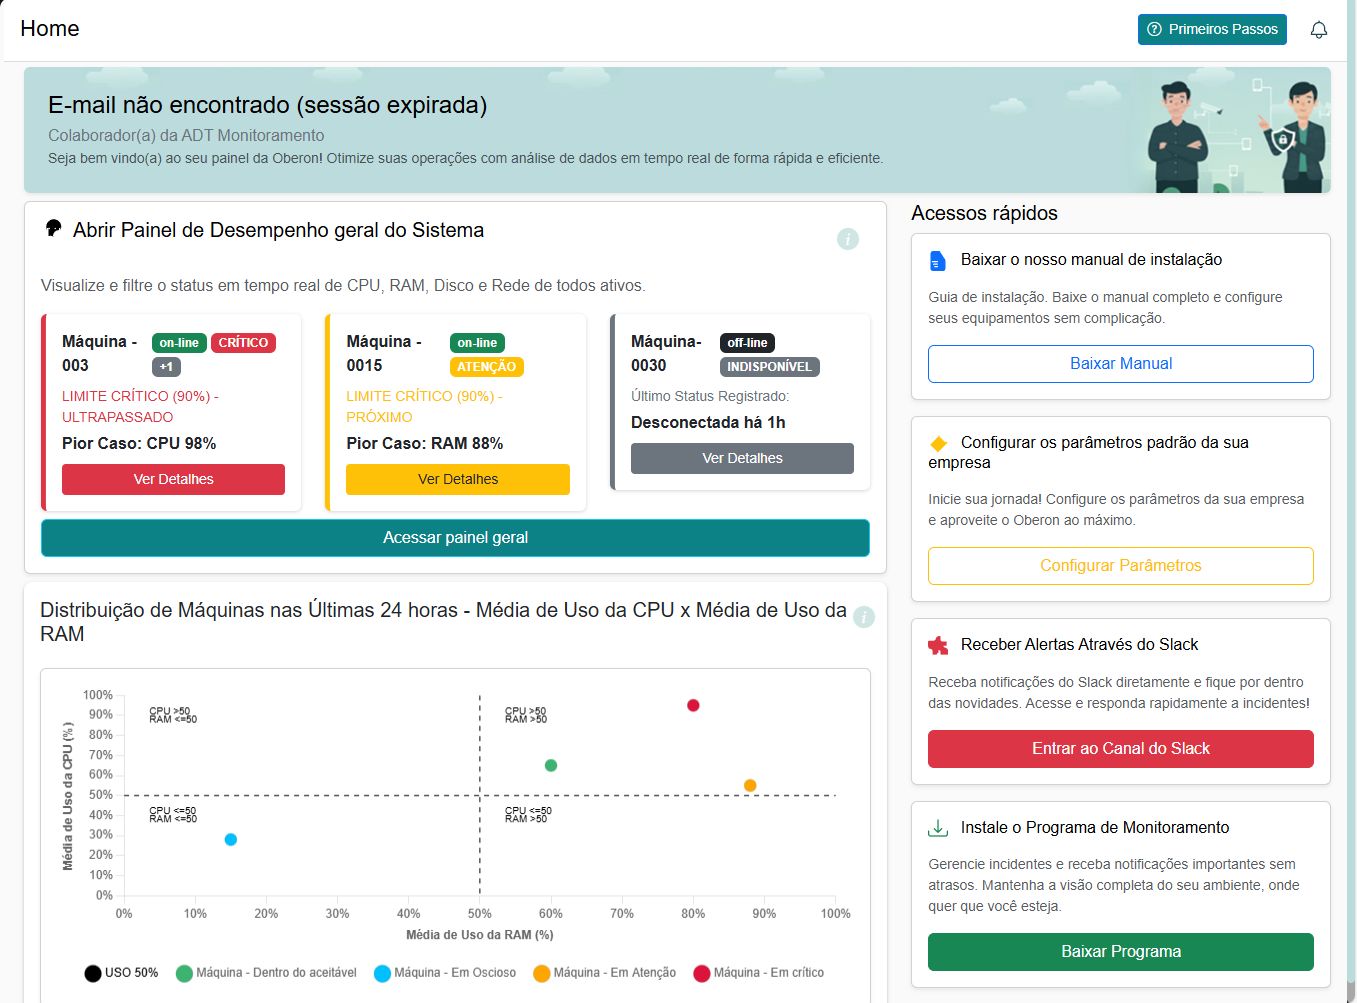 Home
Primeiros Passos
E-mail não encontrado (sessão expirada)
Colaborador(a) da ADT Monitoramento
Seja bem vindo(a) ao seu painel da Oberon! Otimize suas operações com análise de dados em tempo real de forma rápida e eficiente.
Abrir Painel de Desempenho geral do Sistema
Visualize e filtre o status em tempo real de CPU, RAM, Disco e Rede de todos ativos.
Máquina - 
003
on-line CRÍTICO
+1
LIMITE CRÍTICO (90%) -
ULTRAPASSADO
Pior Caso: CPU 98%
Ver Detalhes
Máquina -
0015
on-line
ATENÇÃO
LIMITE CRÍTICO (90%) -
PRÓXIMO
Pior Caso: RAM 88%
Ver Detalhes
Máquina-
0030
off-line
INDISPONÍVEL
Último Status Registrado:
Desconectada há 1h
Ver Detalhes
Acessar painel geral
Distribuição de Máquinas nas Últimas 24 horas - Média de Uso da CPU x Média de Uso da
RAM
Média de Uso da CPU (%)
100%
90%
80%
70%
60%
50%
40%
30%
20%
10%
0%
CPU >50
RAM <=50
CPU >50
RAM >50
CPU <=50
RAM <=50
CPU <=50
RAM >50
0% 10% 20% 30% 40% 50% 60% 70% 80% 90% 100%
Média de Uso da RAM (%)
USO 50% Máquina - Dentro do aceitável Máquina - Em Oscioso Máquina - Em Atenção Máquina - Em crítico
Acessos rápidos
Baixar o nosso manual de instalação
Guia de instalação. Baixe o manual completo e configure
seus equipamentos sem complicação.
Baixar Manual
Configurar os parâmetros padrão da sua
empresa
Inicie sua jornada! Configure os parâmetros da sua empresa
e aproveite o Oberon ao máximo.
Configurar Parâmetros
Receber Alertas Através do Slack
Receba notificações do Slack diretamente e fique por dentro
das novidades. Acesse e responda rapidamente a incidentes!
Entrar ao Canal do Slack
Instale o Programa de Monitoramento
Gerencie incidentes e receba notificações importantes sem
atrasos. Mantenha a visão completa do seu ambiente, onde
quer que você esteja.
Baixar Programa